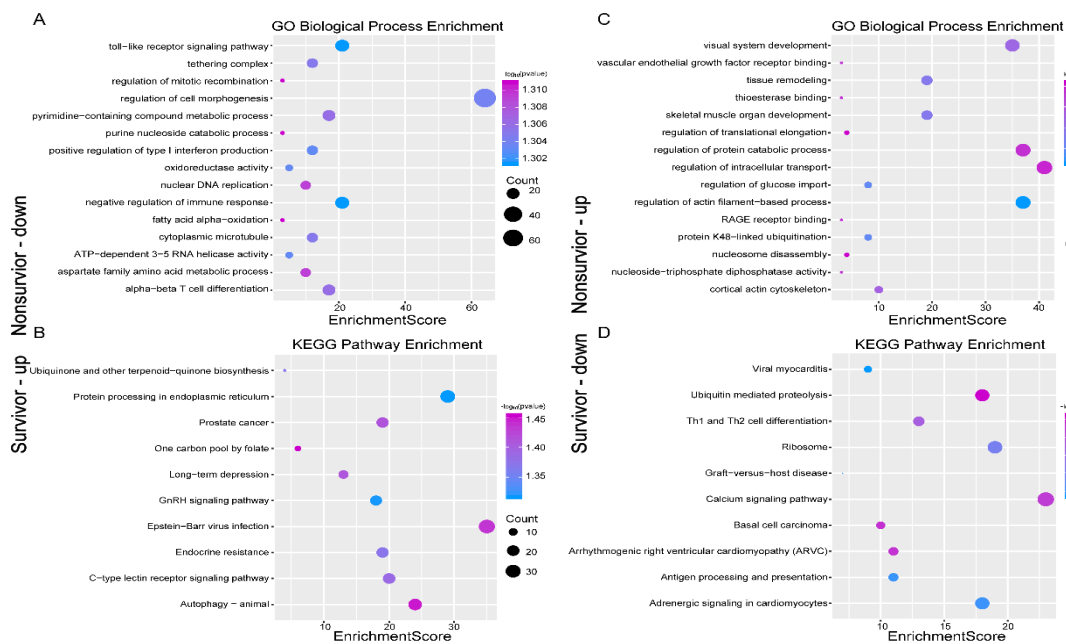 A
GO Biological Process Enrichment
Nonsurvior - down
toll−like receptor signaling pathway
tethering complex
regulation of mitotic recombination
regulation of cell morphogenesis
pyrimidine−containing compound metabolic process
purine nucleoside catabolic process
positive regulation of type I interferon production
oxidoreductase activity
nuclear DNA replication
negative regulation of immune response
fatty acid alpha−oxidation
cytoplasmic microtubule
ATP−dependent 3−5 RNA helicase activity
aspartate family amino acid metabolic process
alpha−beta T cell differentiation
20 40 60
EnrichmentScore
1.310
1.308
1.306
1.304
1.302
Count
20
40
60
B
KEGG Pathway Enrichment
Survivor - up
Ubiquinone and other terpenoid−quinone biosynthesis
Protein processing in endoplasmic reticulum
Prostate cancer
One carbon pool by folate
Long−term depression
GnRH signaling pathway
Epstein−Barr virus infection
Endocrine resistance
C−type lectin receptor signaling pathway
Autophagy − animal
10 20 30
EnrichmentScore
−log10(pvalue)
1.45
1.40
1.35
Count
10
20
30
C
GO Biological Process Enrichment
Nonsurvior - up
visual system development
vascular endothelial growth factor receptor binding
tissue remodeling
thioesterase binding
skeletal muscle organ development
regulation of translational elongation
regulation of protein catabolic process
regulation of intracellular transport
regulation of glucose import
regulation of actin filament−based process
RAGE receptor binding
protein K48−linked ubiquitination
nucleosome disassembly
nucleoside−triphosphate diphosphatase activity
cortical actin cytoskeleton
10 20 30 40
EnrichmentScore
D
KEGG Pathway Enrichment
Survivor - down
Viral myocarditis
Ubiquitin mediated proteolysis
Th1 and Th2 cell differentiation
Ribosome
Graft−versus−host disease
Calcium signaling pathway
Basal cell carcinoma
Arrhythmogenic right ventricular cardiomyopathy (ARVC)
Antigen processing and presentation
Adrenergic signaling in cardiomyocytes
10 15 20
EnrichmentScore